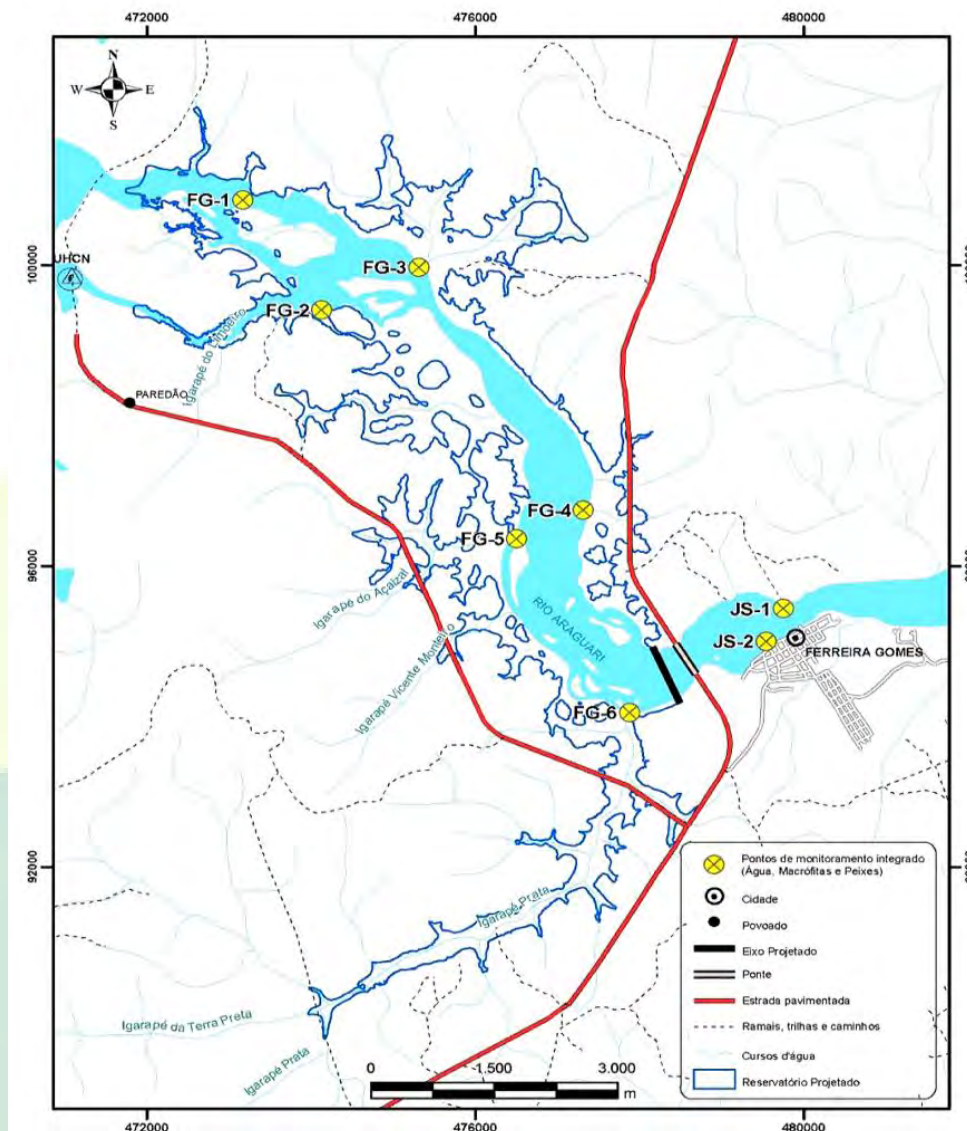 472000
476000
480000
N
W
E
S
FG-1
100000
UHCN
FG-3
FG-2
Igarapé do Limoeiro
PAREDÃO
FG-4
FG-5
96000
Igarapé do Açaizal
JS-1
RIO ARAGUARI
JS-2
FERREIRA GOMES
Igarapé Vicente Monteiro
FG-6
92000
Pontos de monitoramento integrado
(Água, Macrófitas e Peixes)
Cidade
Povoado
Eixo Projetado
Ponte
Estrada pavimentada
Ramais, trilhas e caminhos
Cursos d'água
Reservatório Projetado
Igarapé Prata
Igarapé da Terra Preta
Igarapé Prata
0
1.500
3.000
m
472000
476000
480000